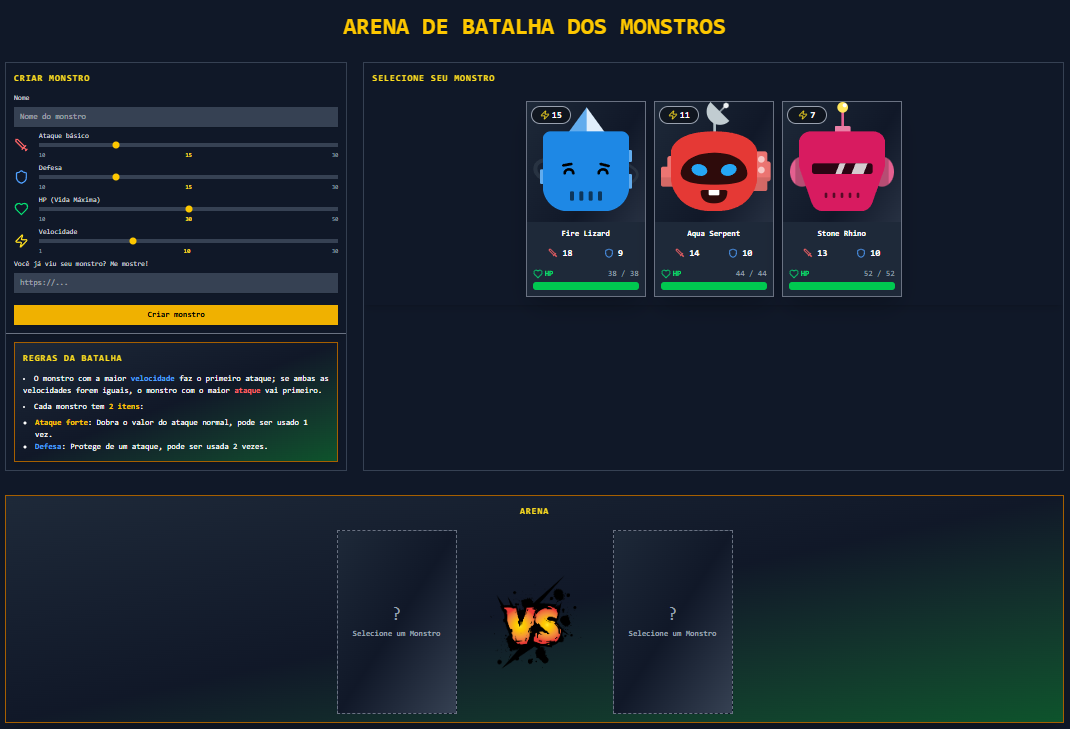 ARENA DE BATALHA DOS MONSTROS
CRIAR MONSTRO
Nome
Nome do monstro
Ataque básico
10 15 30
Defesa
10 15 30
HP (Vida Máxima)
10 30 50
Velocidade
1 10 30
Você já viu seu monstro? Me mostre!
https://...
Criar monstro
REGRAS DA BATALHA
• O monstro com a maior velocidade faz o primeiro ataque; se ambas as
velocidades forem iguais, o monstro com o maior ataque vai primeiro.
• Cada monstro tem 2 itens:
• Ataque forte: Dobra o valor do ataque normal, pode ser usado 1
vez.
• Defesa: Protege de um ataque, pode ser usada 2 vezes.
SELECIONE SEU MONSTRO
15
Fire Lizard
18 9
HP 38 / 38
11
Aqua Serpent
14 10
HP 44 / 44
7
Stone Rhino
13 10
HP 52 / 52
ARENA
?
Selecione um Monstro
VS
?
Selecione um Monstro